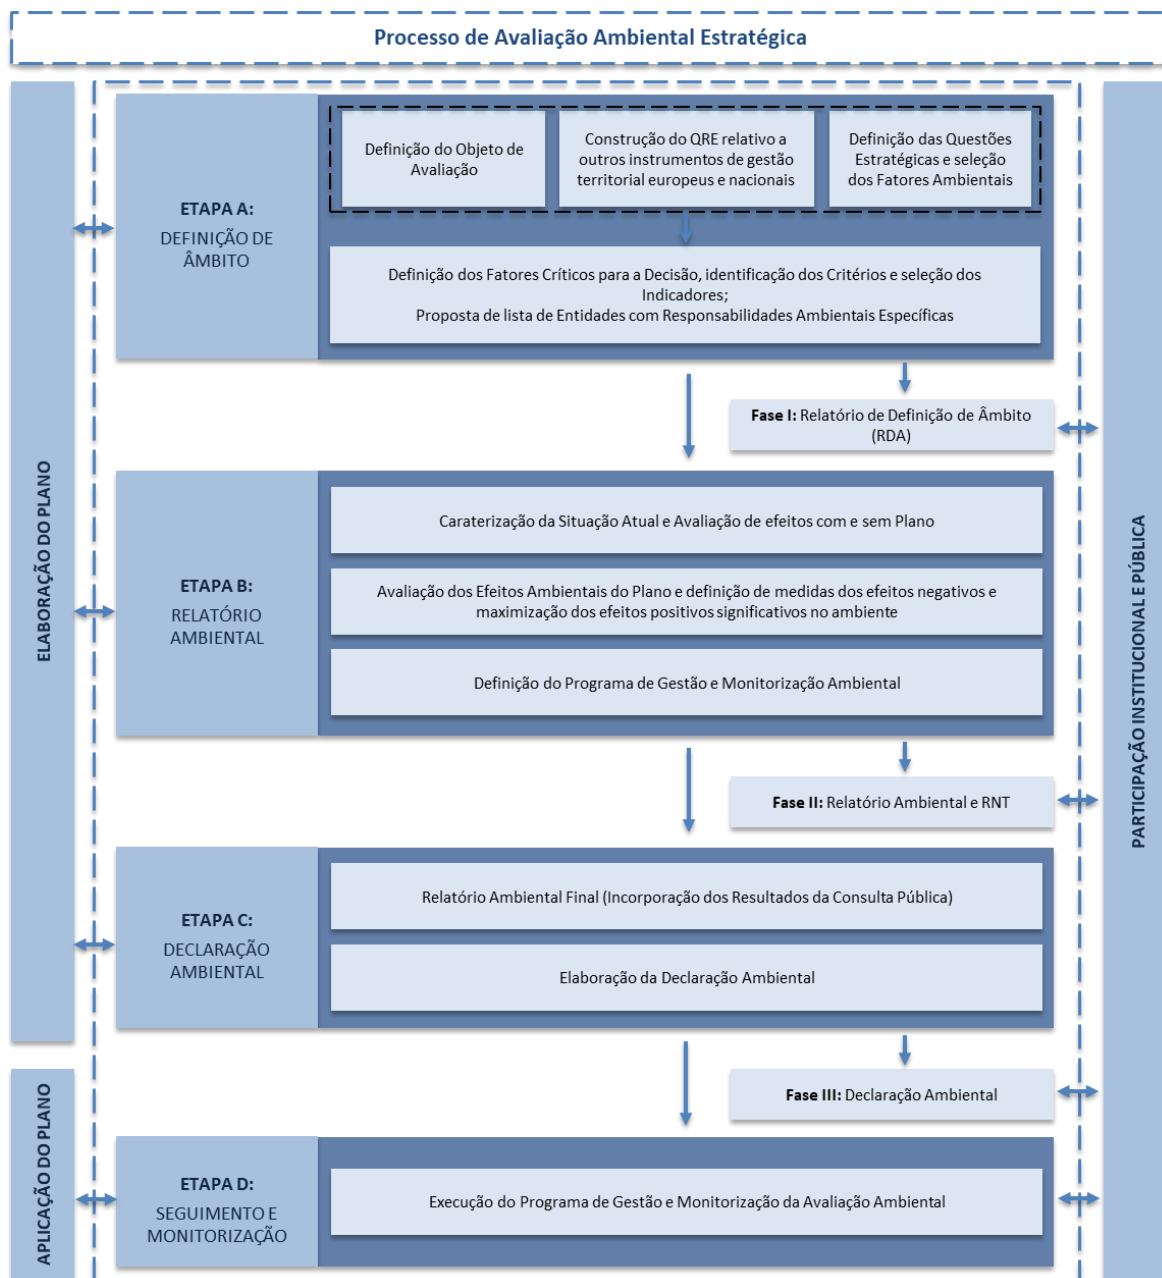 Processo de Avaliação Ambiental Estratégica
ELABORAÇÃO DO PLANO
ETAPA A:
DEFINIÇÃO DE
ÂMBITO
Definição do Objeto de
Avaliação
Construção do QRE relativo a
outros instrumentos de gestão
territorial europeus e nacionais
Definição das Questões
Estratégicas e seleção
dos Fatores Ambientais
Definição dos Fatores Críticos para a Decisão, identificação dos Critérios e seleção dos
Indicadores;
Proposta de lista de Entidades com Responsabilidades Ambientais Específicas
Fase I: Relatório de Definição de Âmbito
(RDA)
ETAPA B:
RELATÓRIO
AMBIENTAL
Caraterização da Situação Atual e Avaliação de efeitos com e sem Plano
Avaliação dos Efeitos Ambientais do Plano e definição de medidas dos efeitos negativos e
maximização dos efeitos positivos significativos no ambiente
Definição do Programa de Gestão e Monitorização Ambiental
Fase II: Relatório Ambiental e RNT
ETAPA C:
DECLARAÇÃO
AMBIENTAL
Relatório Ambiental Final (Incorporação dos Resultados da Consulta Pública)
Elaboração da Declaração Ambiental
Fase III: Declaração Ambiental
APLICAÇÃO DO PLANO
ETAPA D:
SEGUIMENTO E
MONITORIZAÇÃO
Execução do Programa de Gestão e Monitorização da Avaliação Ambiental
PARTICIPAÇÃO INSTITUCIONAL E PÚBLICA